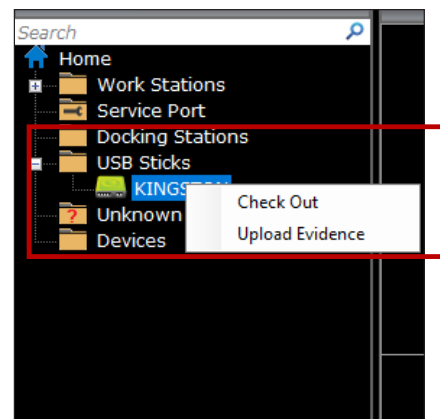 Search
Home
Work Stations
Service Port
Docking Stations
USB Sticks
Check Out
Unknown
Upload Evidence
Devices